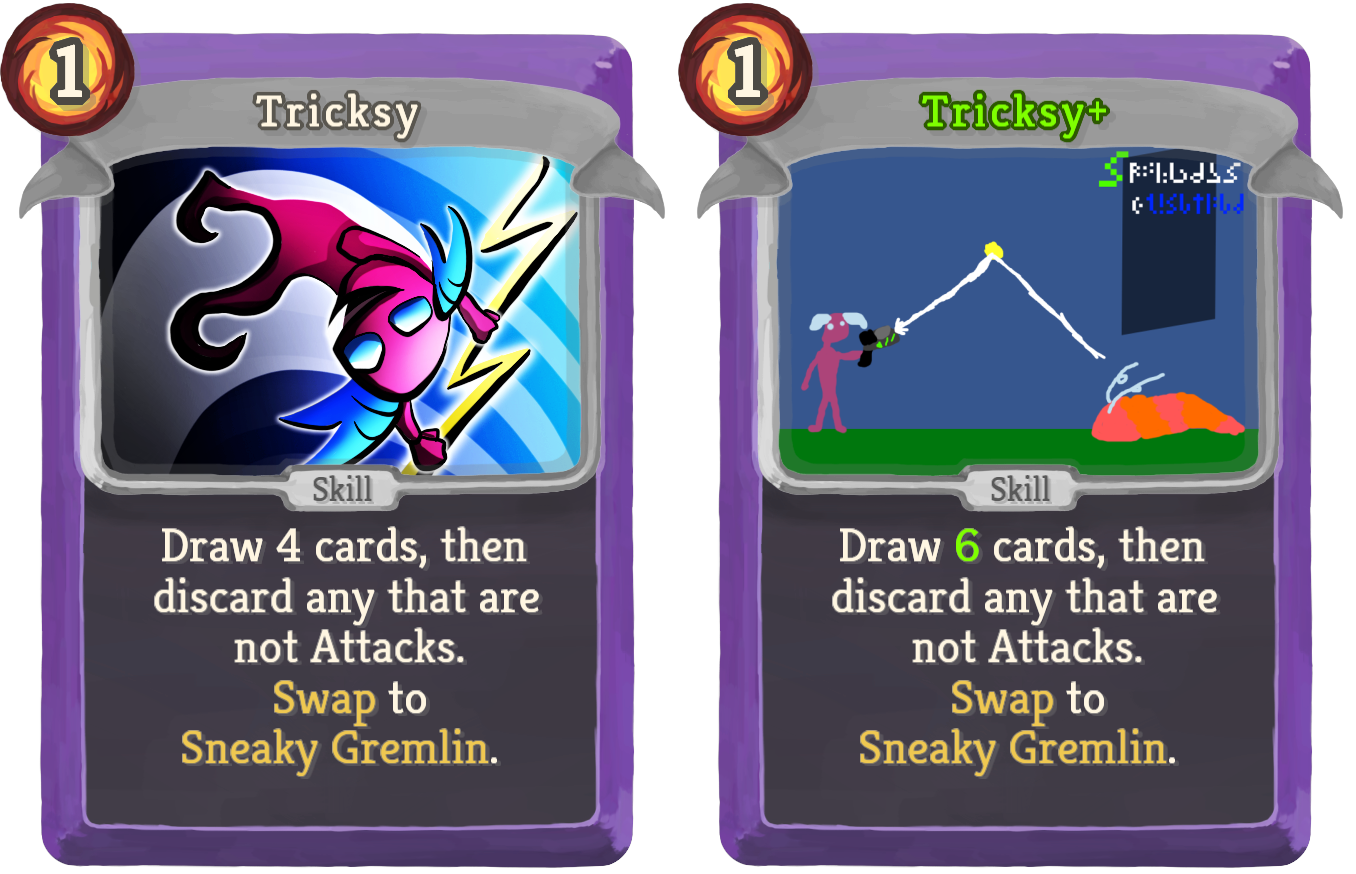 1
Tricksy
Skill
Draw 4 cards, then
discard any that are
not Attacks.
Swap to
Sneaky Gremlin.
1
Tricksy+
Skill
Draw 6 cards, then
discard any that are
not Attacks.
Swap to
Sneaky Gremlin.